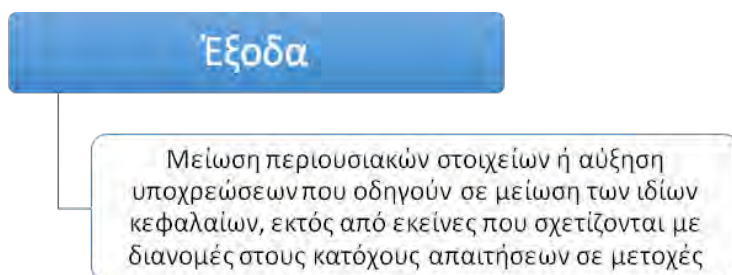 Έξοδα
Μείωση περιουσιακών στοιχείων ή αύξηση
υποχρεώσεων που οδηγούν σε μείωση των ιδίων
κεφαλαίων, εκτός από εκείνες που σχετίζονται με
διανομές στους κατόχους απαιτήσεων σε μετοχές